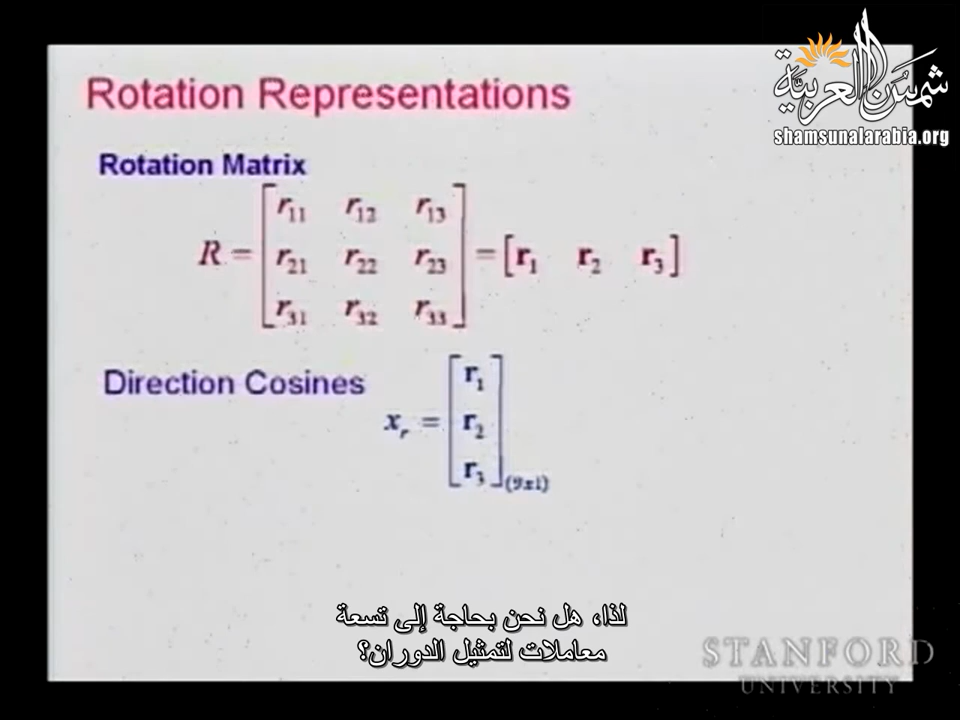 شمس العربية
shamsunalarabia.org
Rotation Representations
Rotation Matrix
R = [r11 r12 r13; r21 r22 r23; r31 r32 r33] = [r1 r2 r3]
Direction Cosines
xr = [r1; r2; r3](9x1)
لذا، هل نحن بحاجة إلى تسعة
معاملات لتمثيل الدوران؟
STANFORD
UNIVERSITY